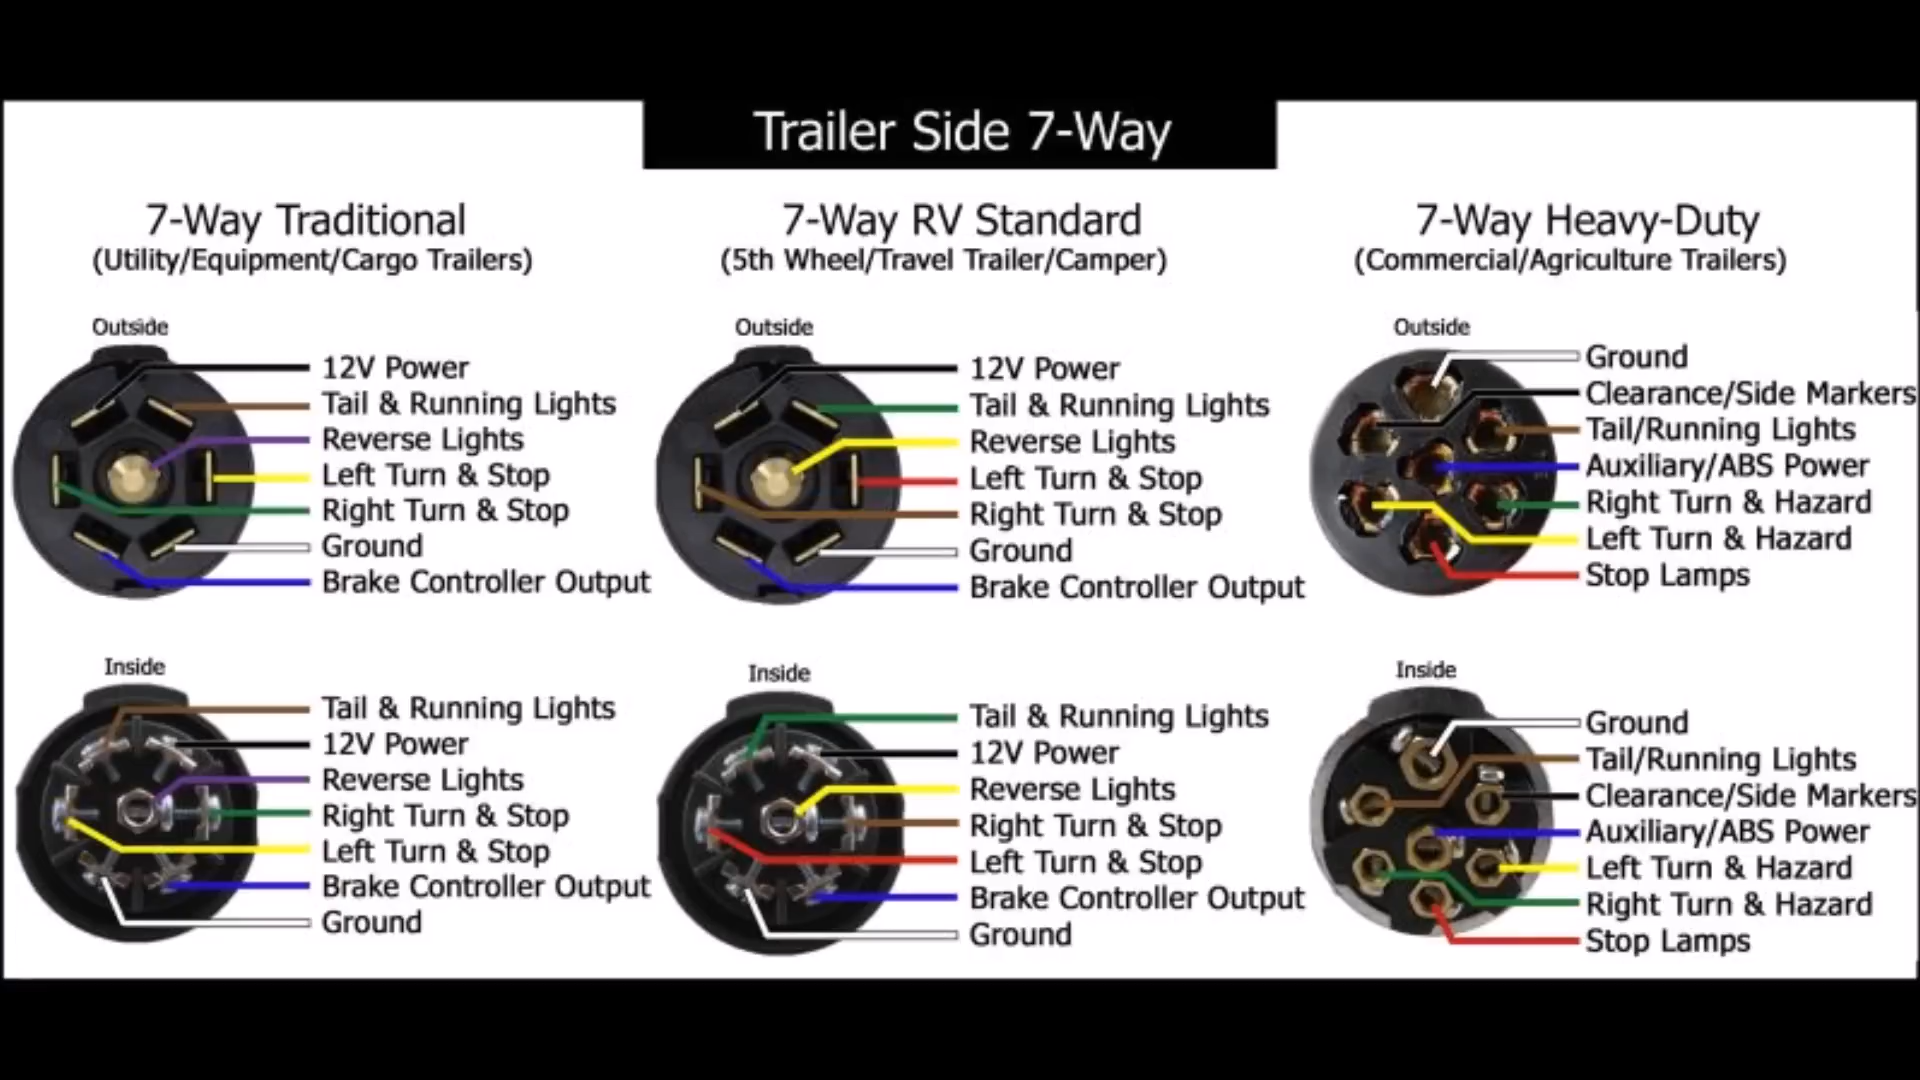 Trailer Side 7-Way
7-Way Traditional
(Utility/Equipment/Cargo Trailers)
Outside
12V Power
Tail & Running Lights
Reverse Lights
Left Turn & Stop
Right Turn & Stop
Ground
Brake Controller Output
Inside
Tail & Running Lights
12V Power
Reverse Lights
Right Turn & Stop
Left Turn & Stop
Brake Controller Output
Ground
7-Way RV Standard
(5th Wheel/Travel Trailer/Camper)
Outside
12V Power
Tail & Running Lights
Reverse Lights
Left Turn & Stop
Right Turn & Stop
Ground
Brake Controller Output
Inside
Tail & Running Lights
12V Power
Reverse Lights
Right Turn & Stop
Left Turn & Stop
Brake Controller Output
Ground
7-Way Heavy-Duty
(Commercial/Agriculture Trailers)
Outside
Ground
Clearance/Side Markers
Tail/Running Lights
Auxiliary/ABS Power
Right Turn & Hazard
Left Turn & Hazard
Stop Lamps
Inside
Ground
Tail/Running Lights
Clearance/Side Markers
Auxiliary/ABS Power
Left Turn & Hazard
Right Turn & Hazard
Stop Lamps